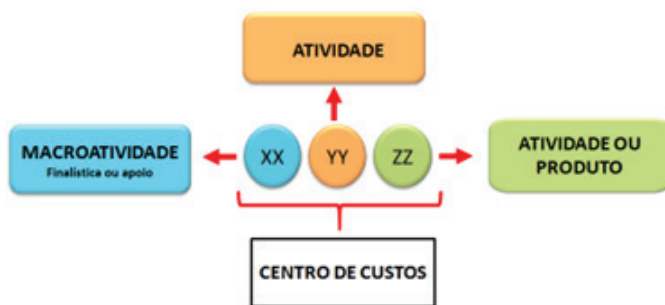 ATIVIDADE
MACROATIVIDADE
Finalística ou apoio
XX
YY
ZZ
ATIVIDADE OU
PRODUTO
CENTRO DE CUSTOS